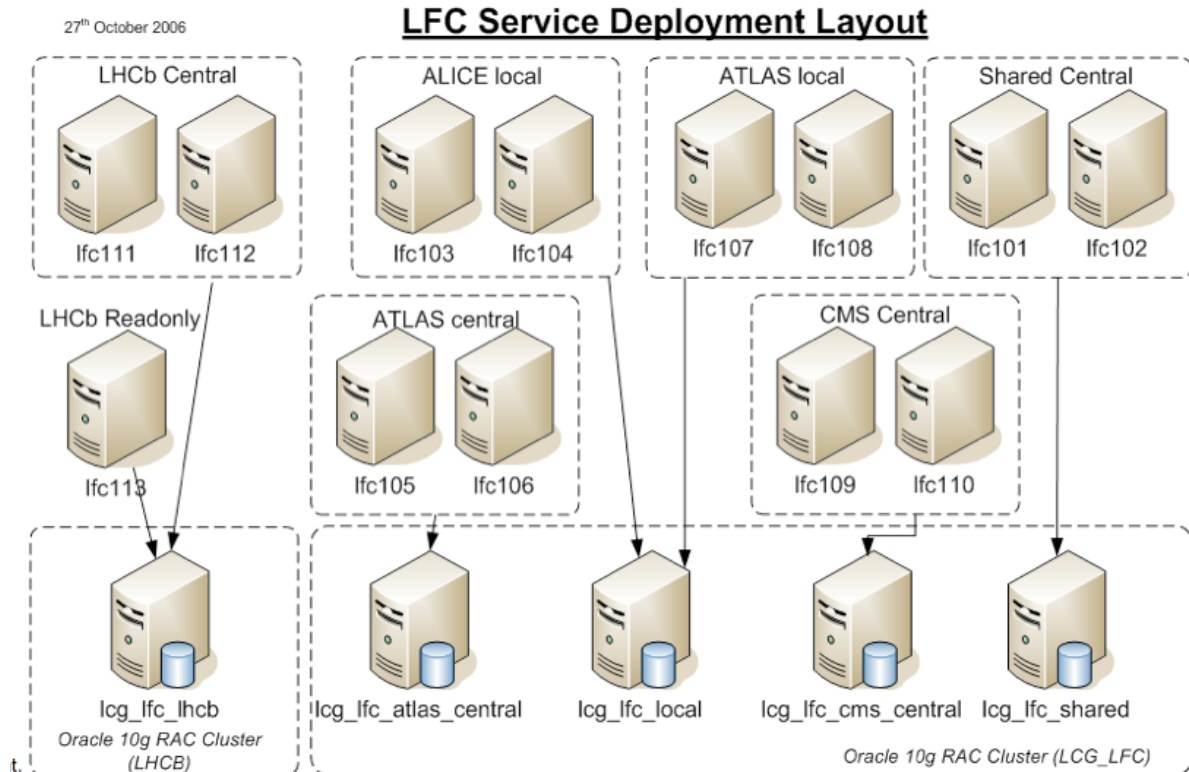 27th October 2006
LFC Service Deployment Layout
LHCb Central
ALICE local
ATLAS local
Shared Central
lfc111
lfc112
lfc103
lfc104
lfc107
lfc108
lfc101
lfc102
LHCb Readonly
ATLAS central
CMS Central
lfc113
lfc105
lfc106
lfc109
lfc110
lcg_lfc_lhcb
lcg_lfc_atlas_central
lcg_lfc_local
lcg_lfc_cms_central
lcg_lfc_shared
Oracle 10g RAC Cluster
(LHCB)
Oracle 10g RAC Cluster (LCG_LFC)
t.